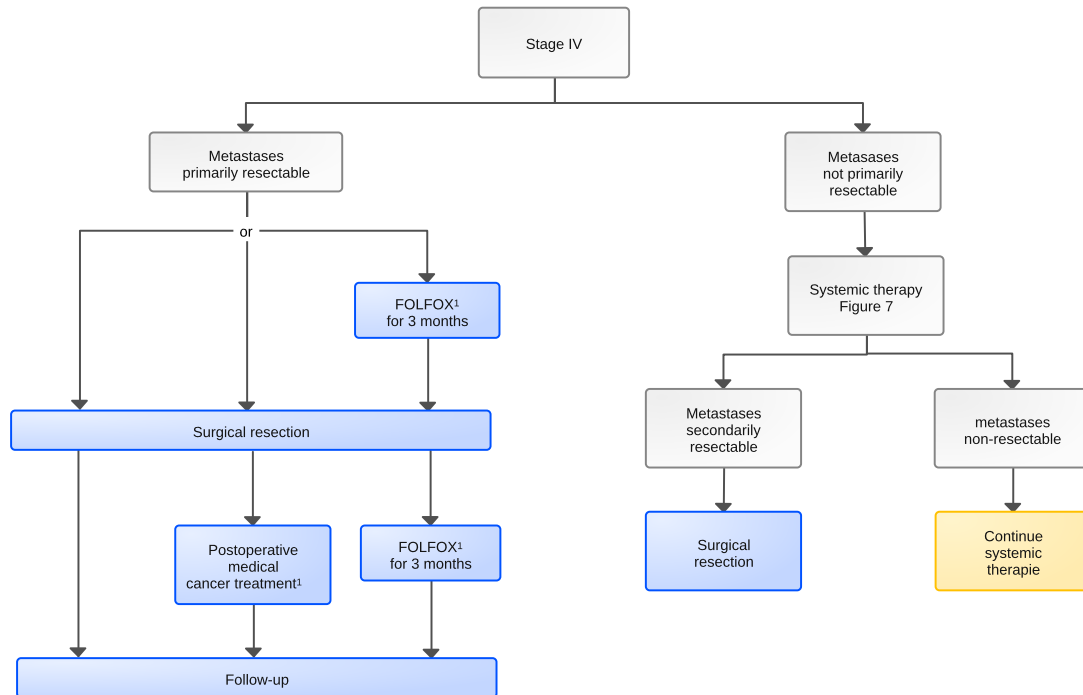 Stage IV
Metastases
primarily resectable
Metasases
not primarily
resectable
or
Systemic therapy
Figure 7
FOLFOX¹
for 3 months
Metastases
secondarily
resectable
metastases
non-resectable
Surgical resection
Surgical
resection
Continue
systemic
therapie
Postoperative
medical
cancer treatment¹
FOLFOX¹
for 3 months
Follow-up